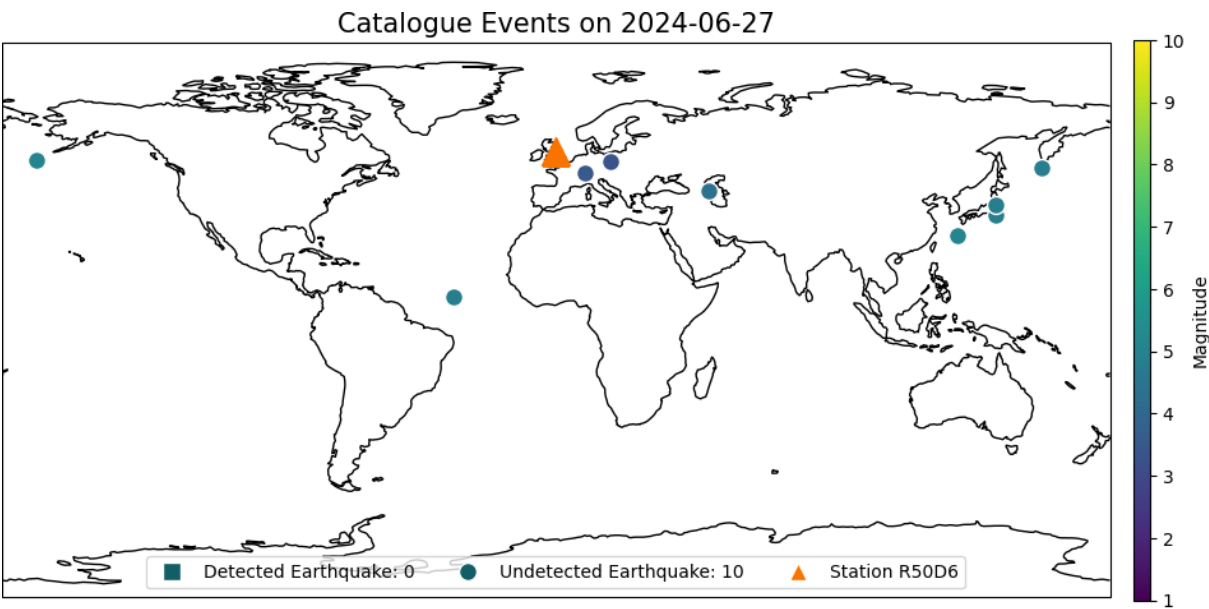 Catalogue Events on 2024-06-27
10
9
8
7
6
5
4
3
2
1
Magnitude
Detected Earthquake: 0
Undetected Earthquake: 10
Station R50D6